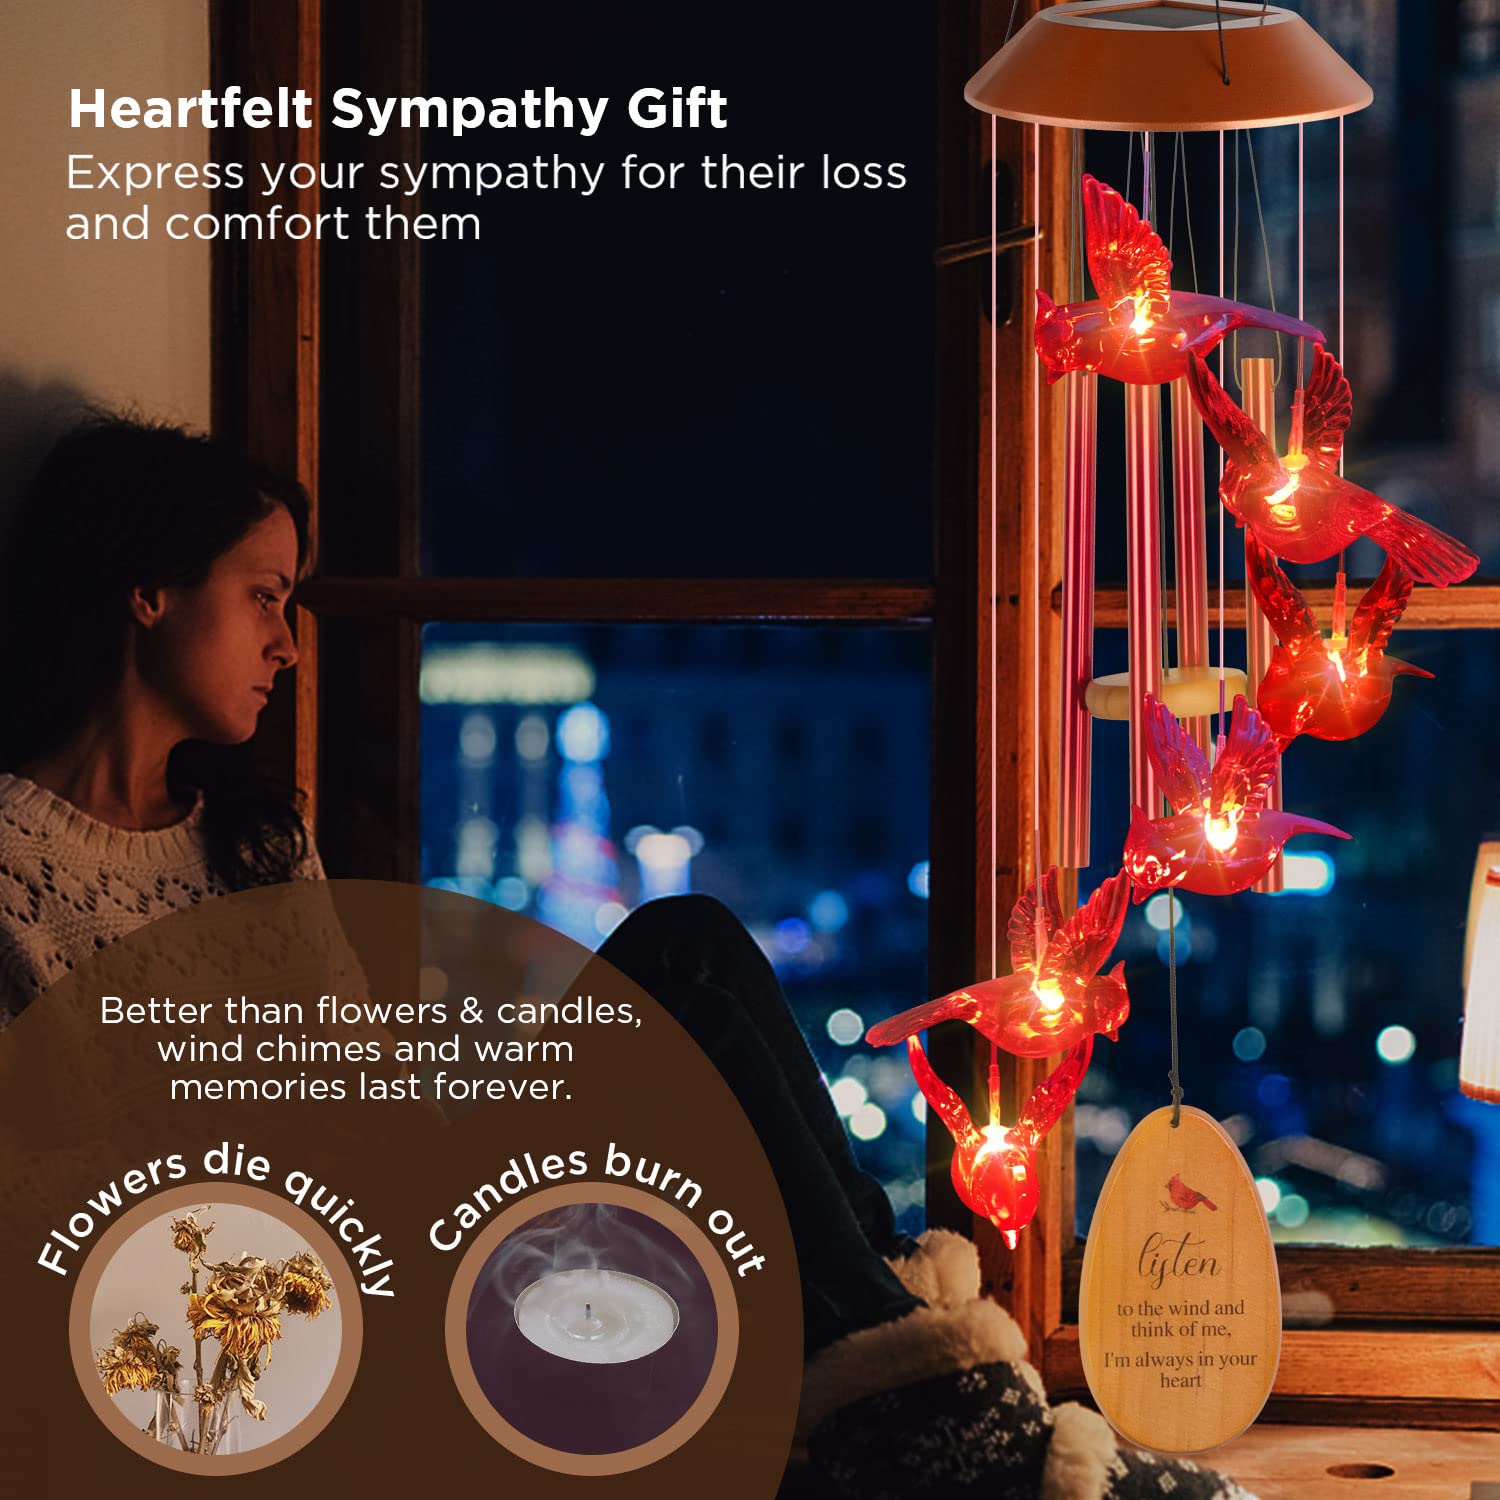 Heartfelt Sympathy Gift
Express your sympathy for their loss
and comfort them
Better than flowers & candles,
wind chimes and warm
memories last forever.
Flowers die quickly
Candles burn out
listen
to the wind and
think of me,
I'm always in your
heart